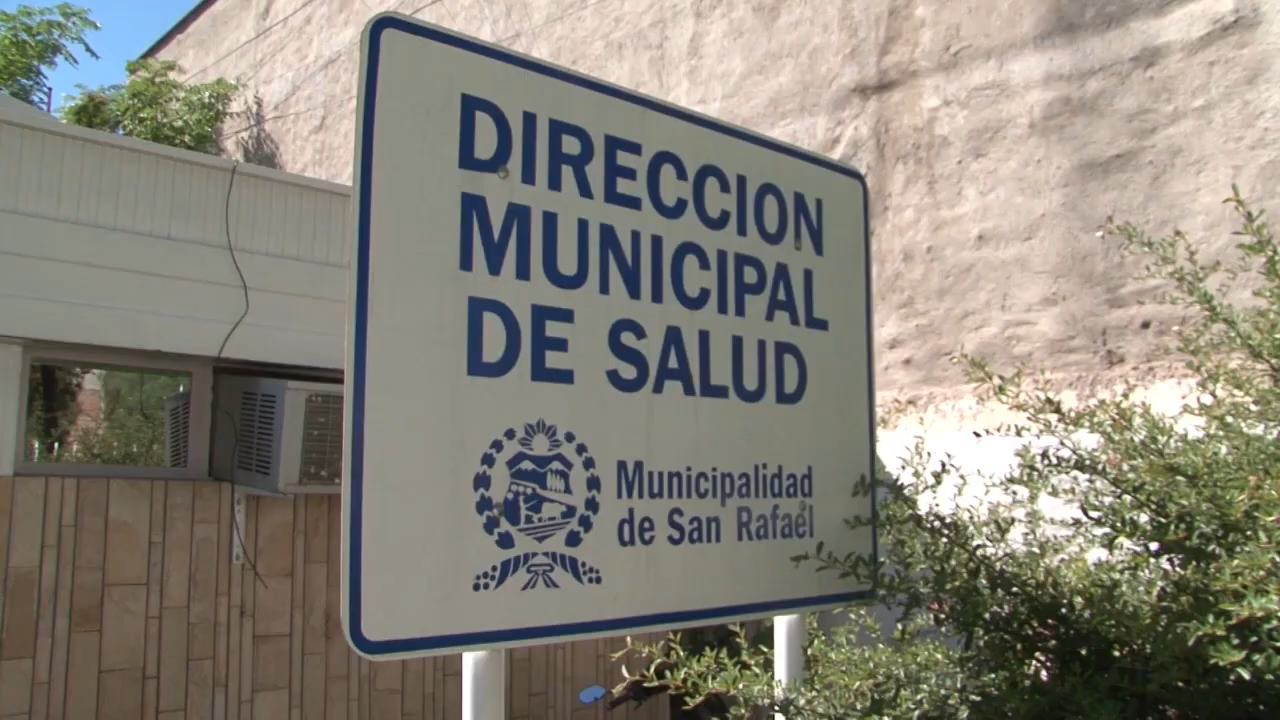 DIRECCION
MUNICIPAL
DE SALUD
Municipalidad
de San Rafael